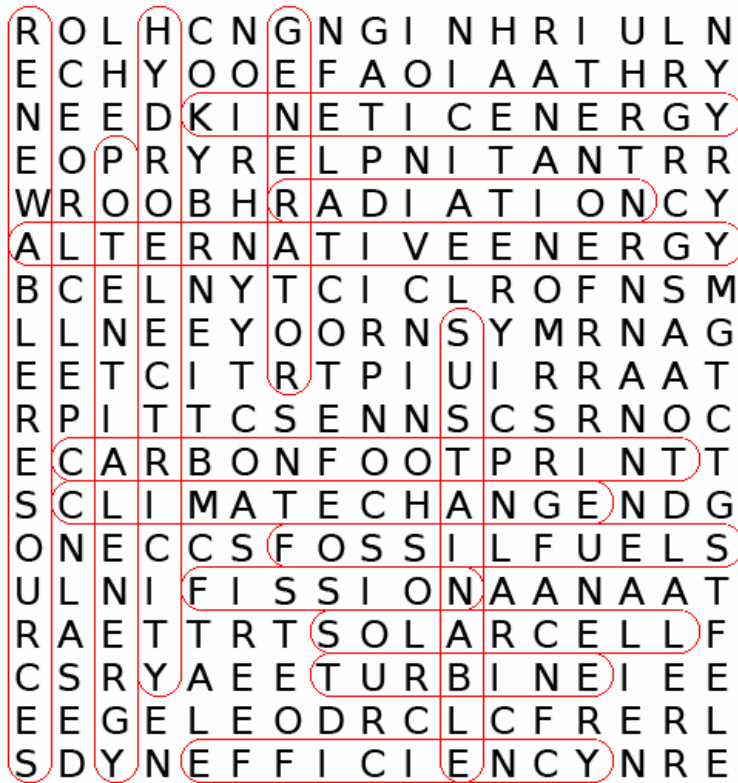 R O L H C N G N G I N H R I U L N
E C H Y O O E F A O I A A T H R Y
N E E D K I N E T I C E N E R G Y
E O P R Y R E L P N I T A N T R R
W R O O B H R A D I A T I O N C Y
A L T E R N A T I V E E N E R G Y
B C E L N Y T C I C L R O F N S M
L L N E E Y O O R N S Y M R N A G
E E T C I T R T P I U I R R A A T
R P I T T C S E N N S C S R N O C
E C A R B O N F O O T P R I N T T
S C L I M A T E C H A N G E N D G
O N E C C S F O S S I L F U E L S
U L N I F I S S I O N A A N A A T
R A E T T R T S O L A R C E L L F
C S R Y A E E T U R B I N E I E E
E E G E L E O D R C L C F R E R L
S D Y N E F F I C I E N C Y N R E